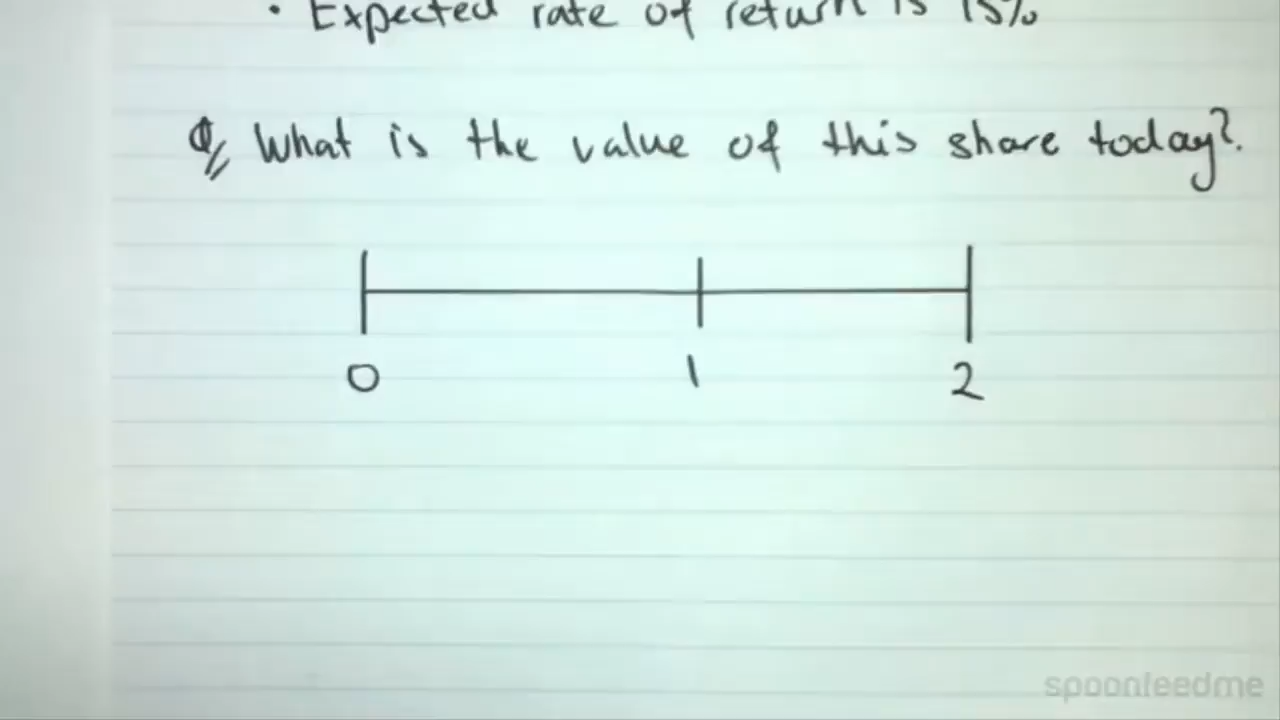 • Expected rate of return is 15%
Q, What is the value of this share today?.
0 1 2
spoonfeedme